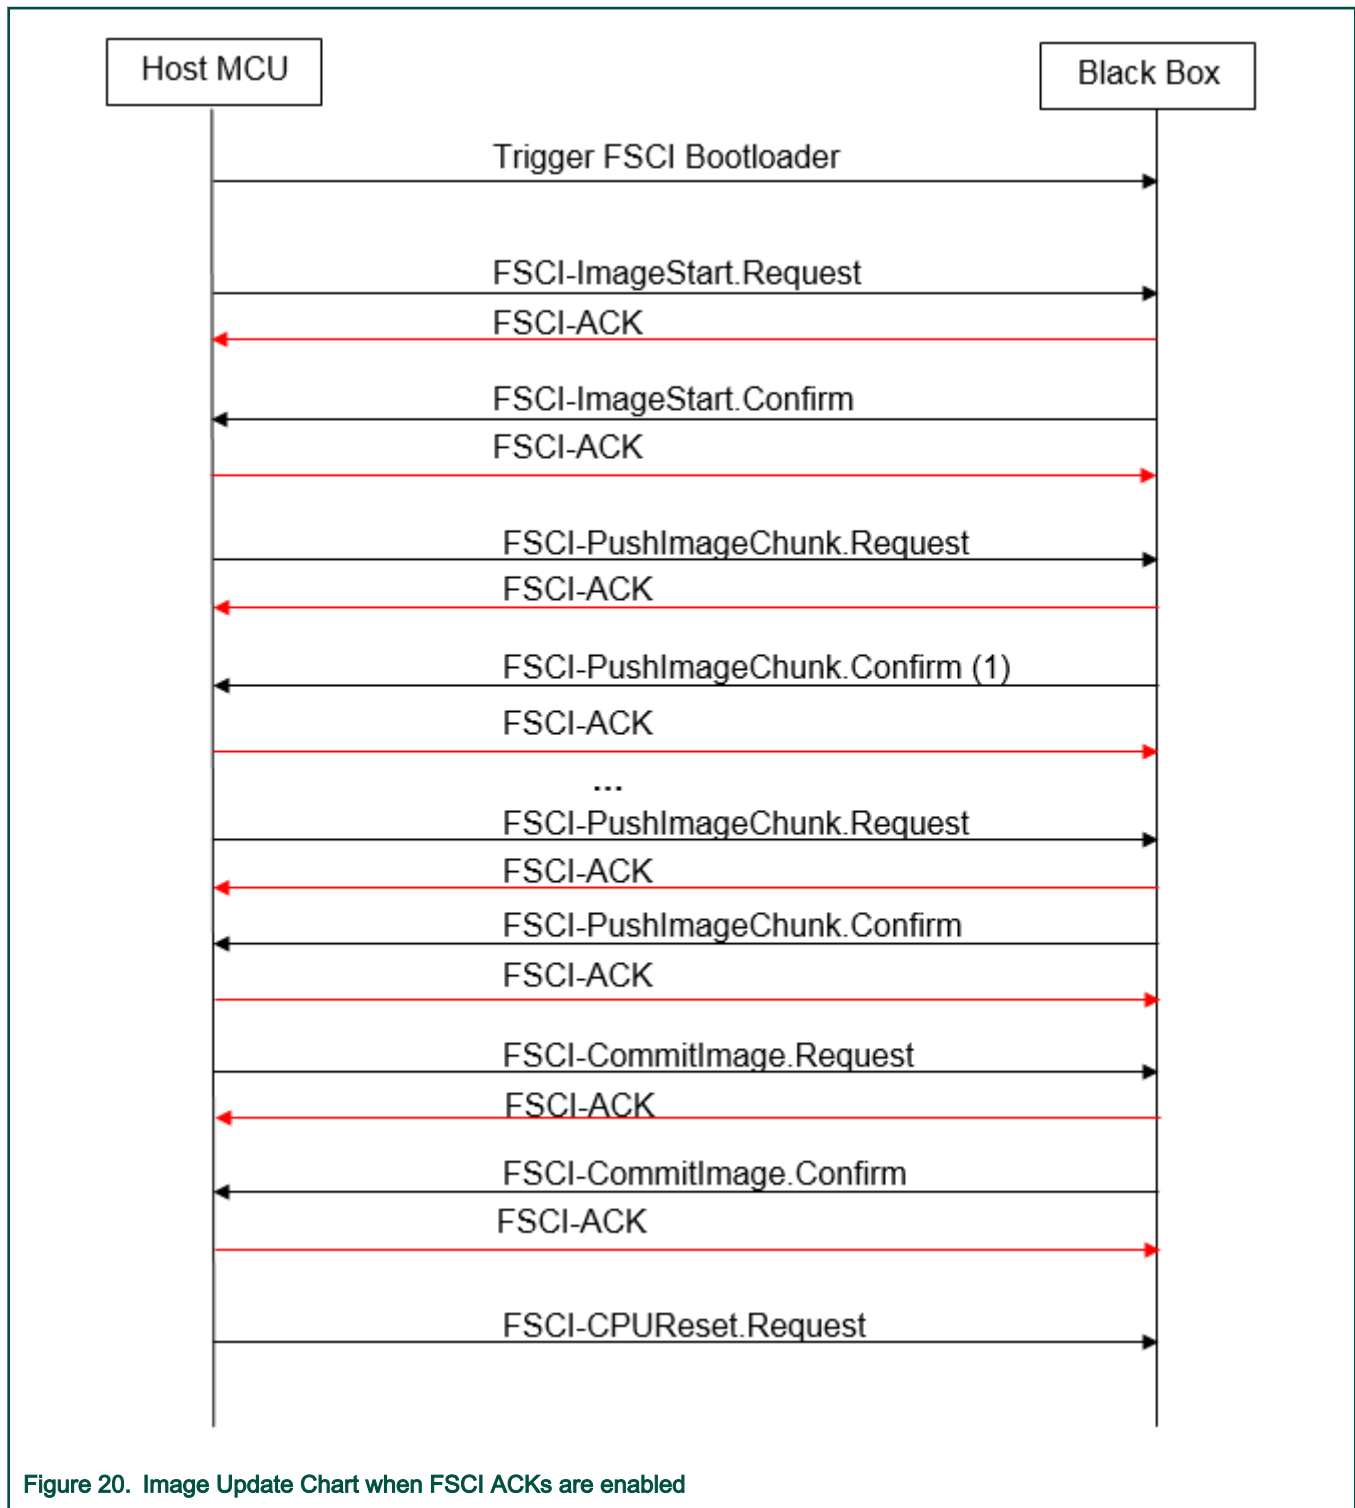 Host MCU
Black Box
Trigger FSCI Bootloader
FSCI-ImageStart.Request
FSCI-ACK
FSCI-ImageStart.Confirm
FSCI-ACK
FSCI-PushImageChunk.Request
FSCI-ACK
FSCI-PushImageChunk.Confirm (1)
FSCI-ACK
...
FSCI-PushImageChunk.Request
FSCI-ACK
FSCI-PushImageChunk.Confirm
FSCI-ACK
FSCI-CommitImage.Request
FSCI-ACK
FSCI-CommitImage.Confirm
FSCI-ACK
FSCI-CPUReset.Request
Figure 20. Image Update Chart when FSCI ACKs are enabled